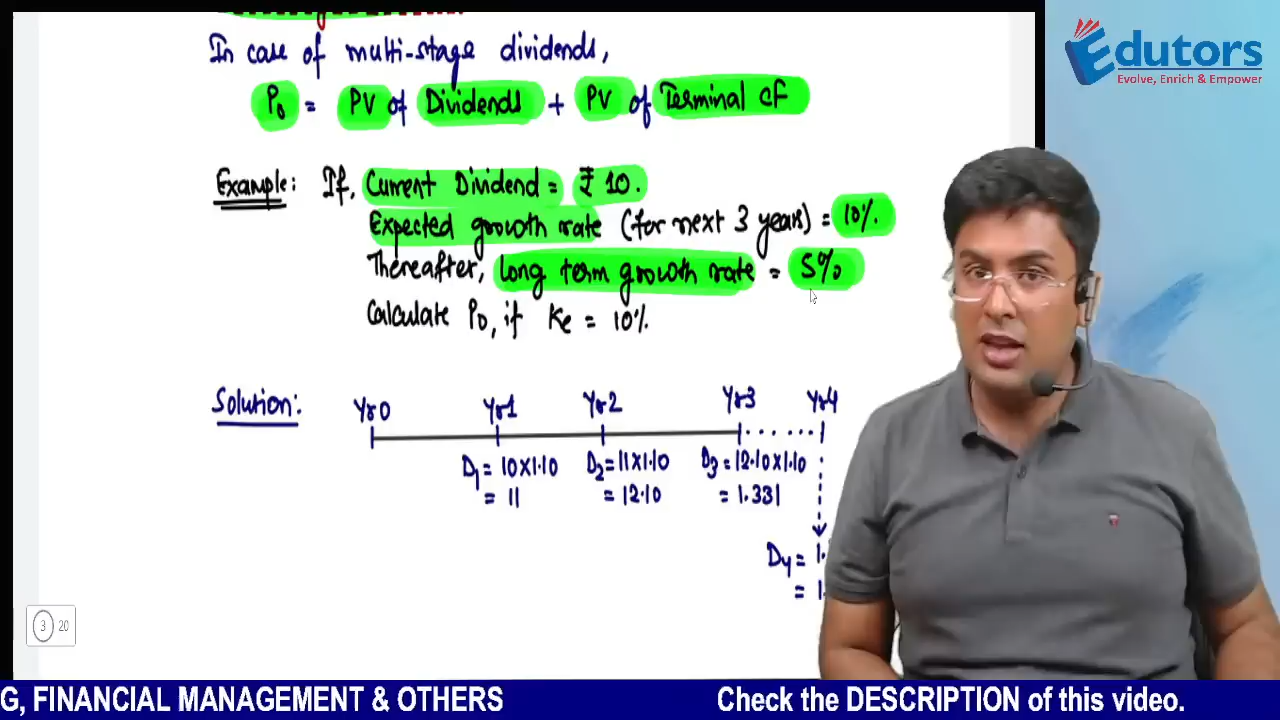 In case of multi-stage dividends,
P₀ = PV of Dividends + PV of Terminal CF
Example: If, Current Dividend = ₹ 10.
Expected growth rate (for next 3 years) = 10%.
Thereafter, long term growth rate = 5%
Calculate P₀, if Ke = 10%.
Solution: Yr0 Yr1 Yr2 Yr3 Yr4
D₁ = 10×1.10 D₂ = 11×1.10 D₃ = 12.10×1.10
= 11 = 12.10 = 1.331
D₄ = 1.
= 1.
3 20
Edutors
Evolve, Enrich & Empower
G, FINANCIAL MANAGEMENT & OTHERS Check the DESCRIPTION of this video.